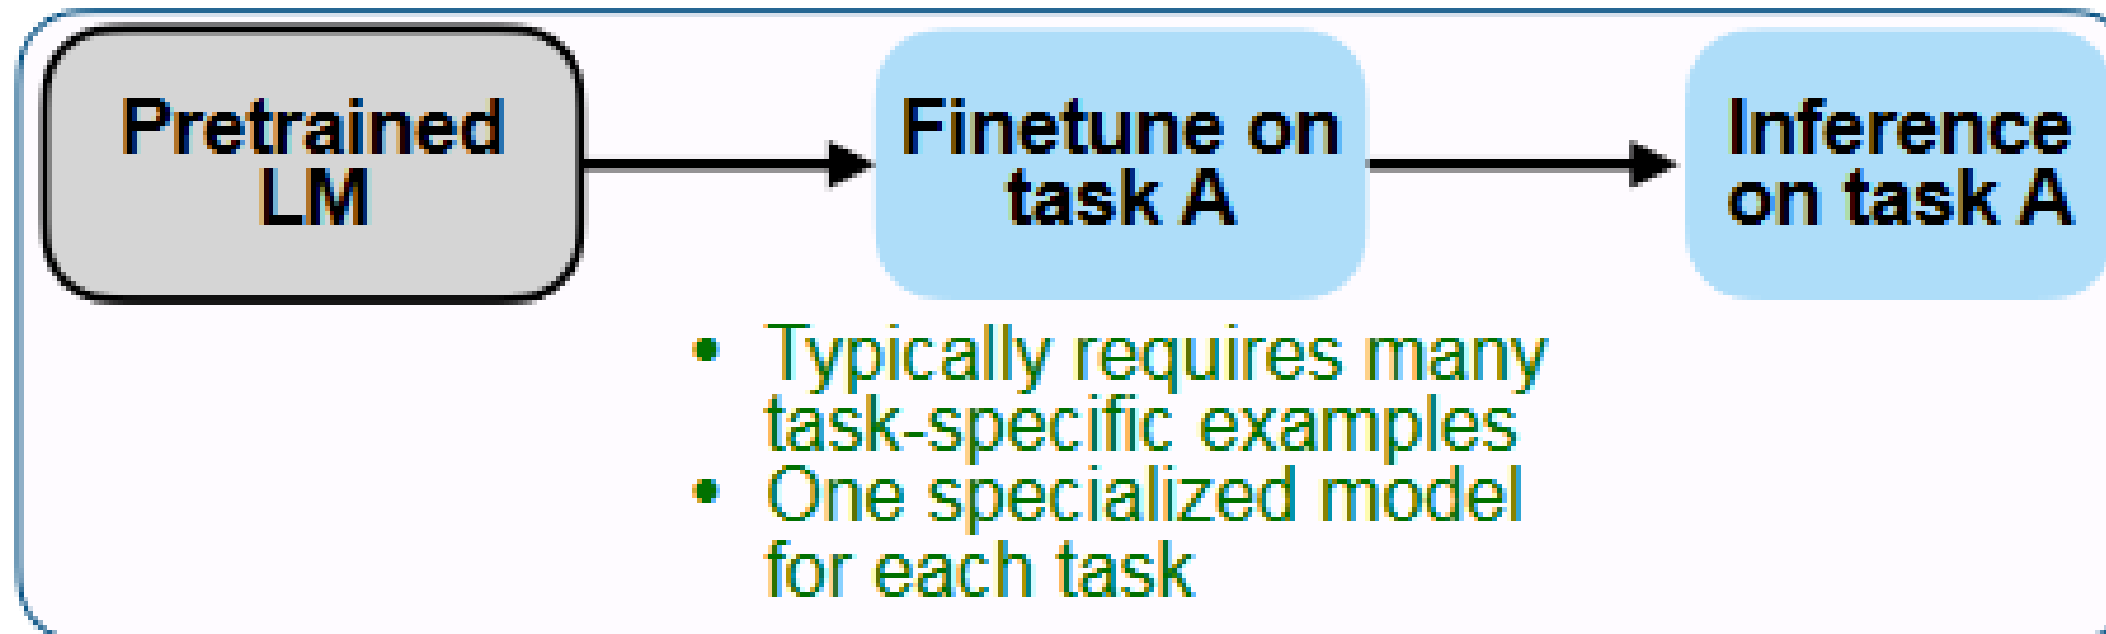 Pretrained
LM
Finetune on
task A
Inference
on task A
• Typically requires many
task-specific examples
• One specialized model
for each task